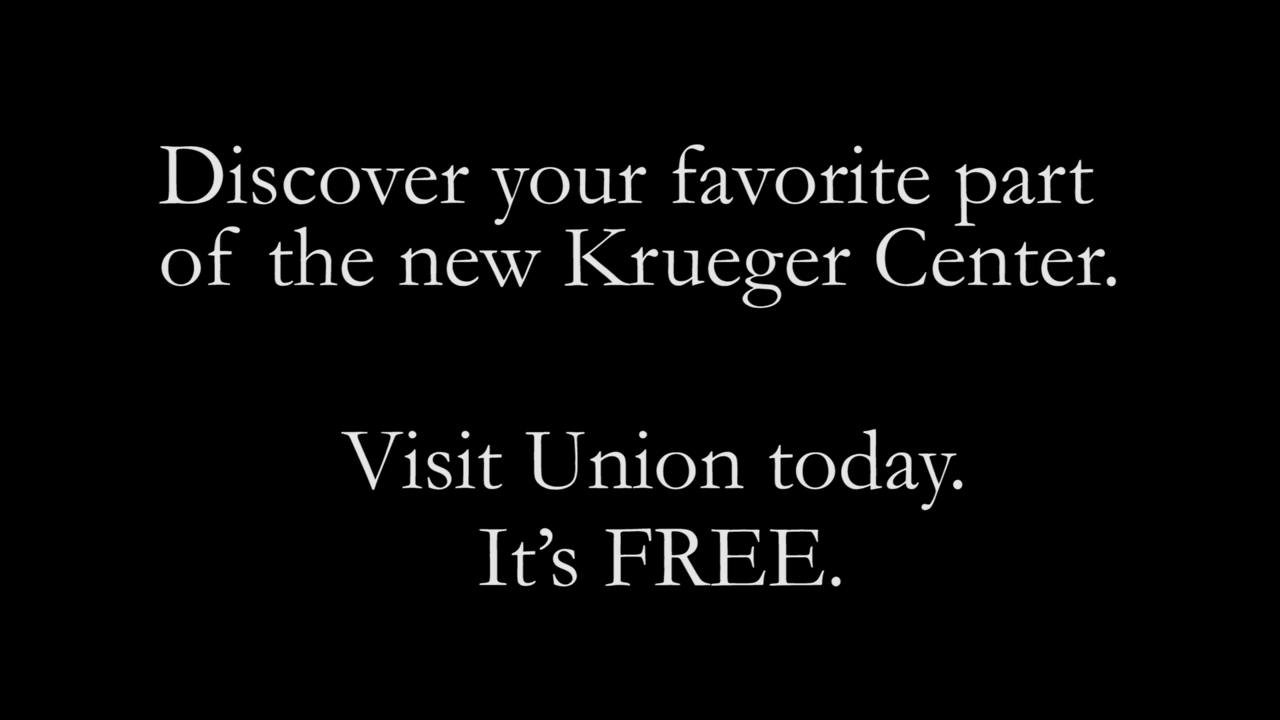 Discover your favorite part
of the new Krueger Center.
Visit Union today.
It’s FREE.